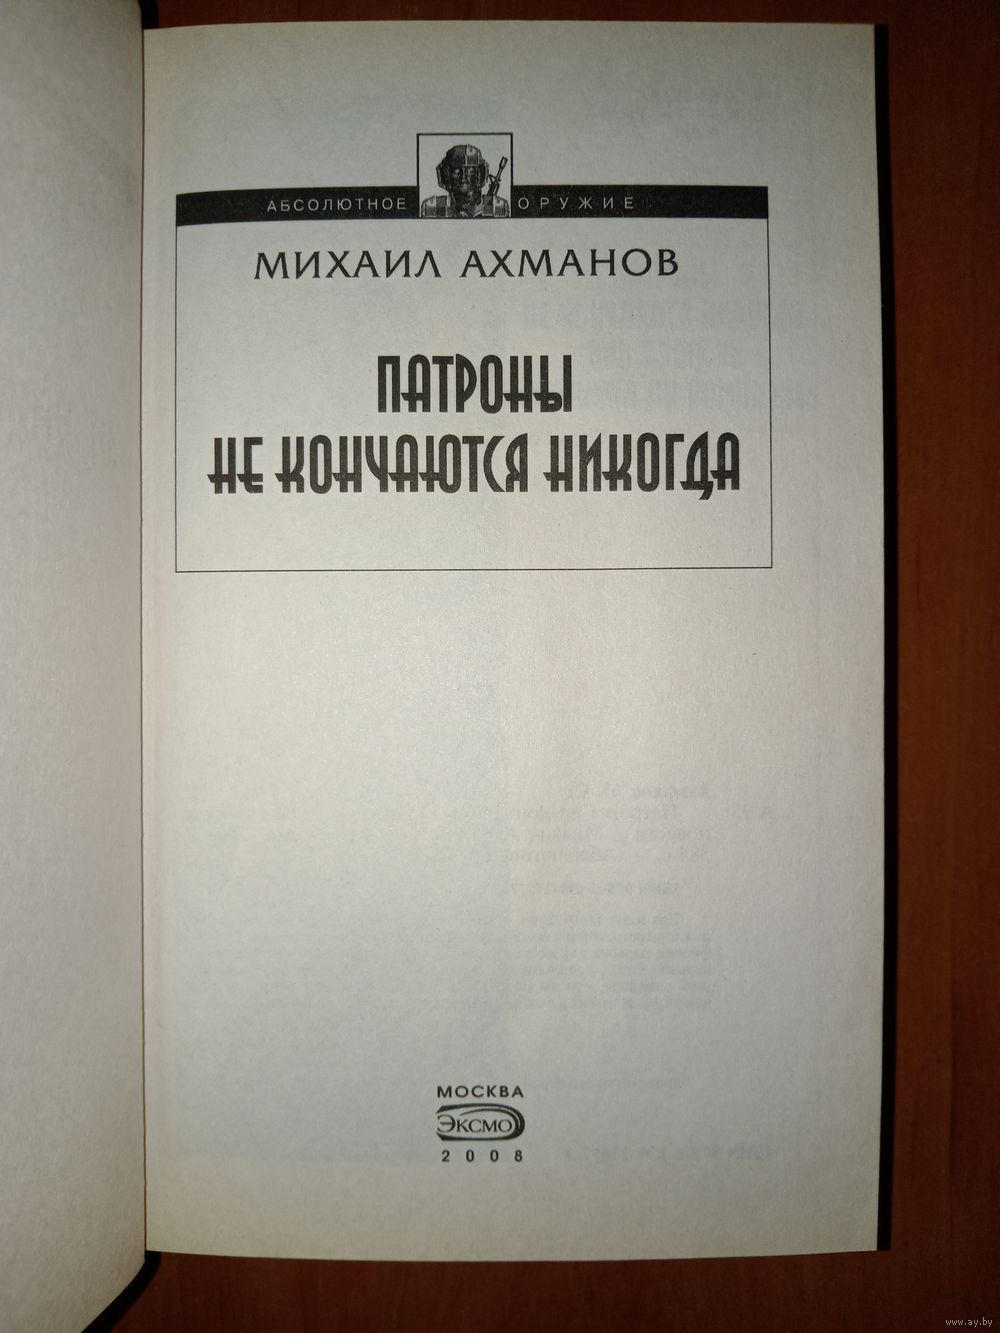 АБСОЛЮТНОЕ ОРУЖИЕ
МИХАИЛ АХМАНОВ
ПАТРОНЫ
НЕ КОНЧАЮТСЯ НИКОГДА
МОСКВА
ЭКСМО
2008
www.ay.by